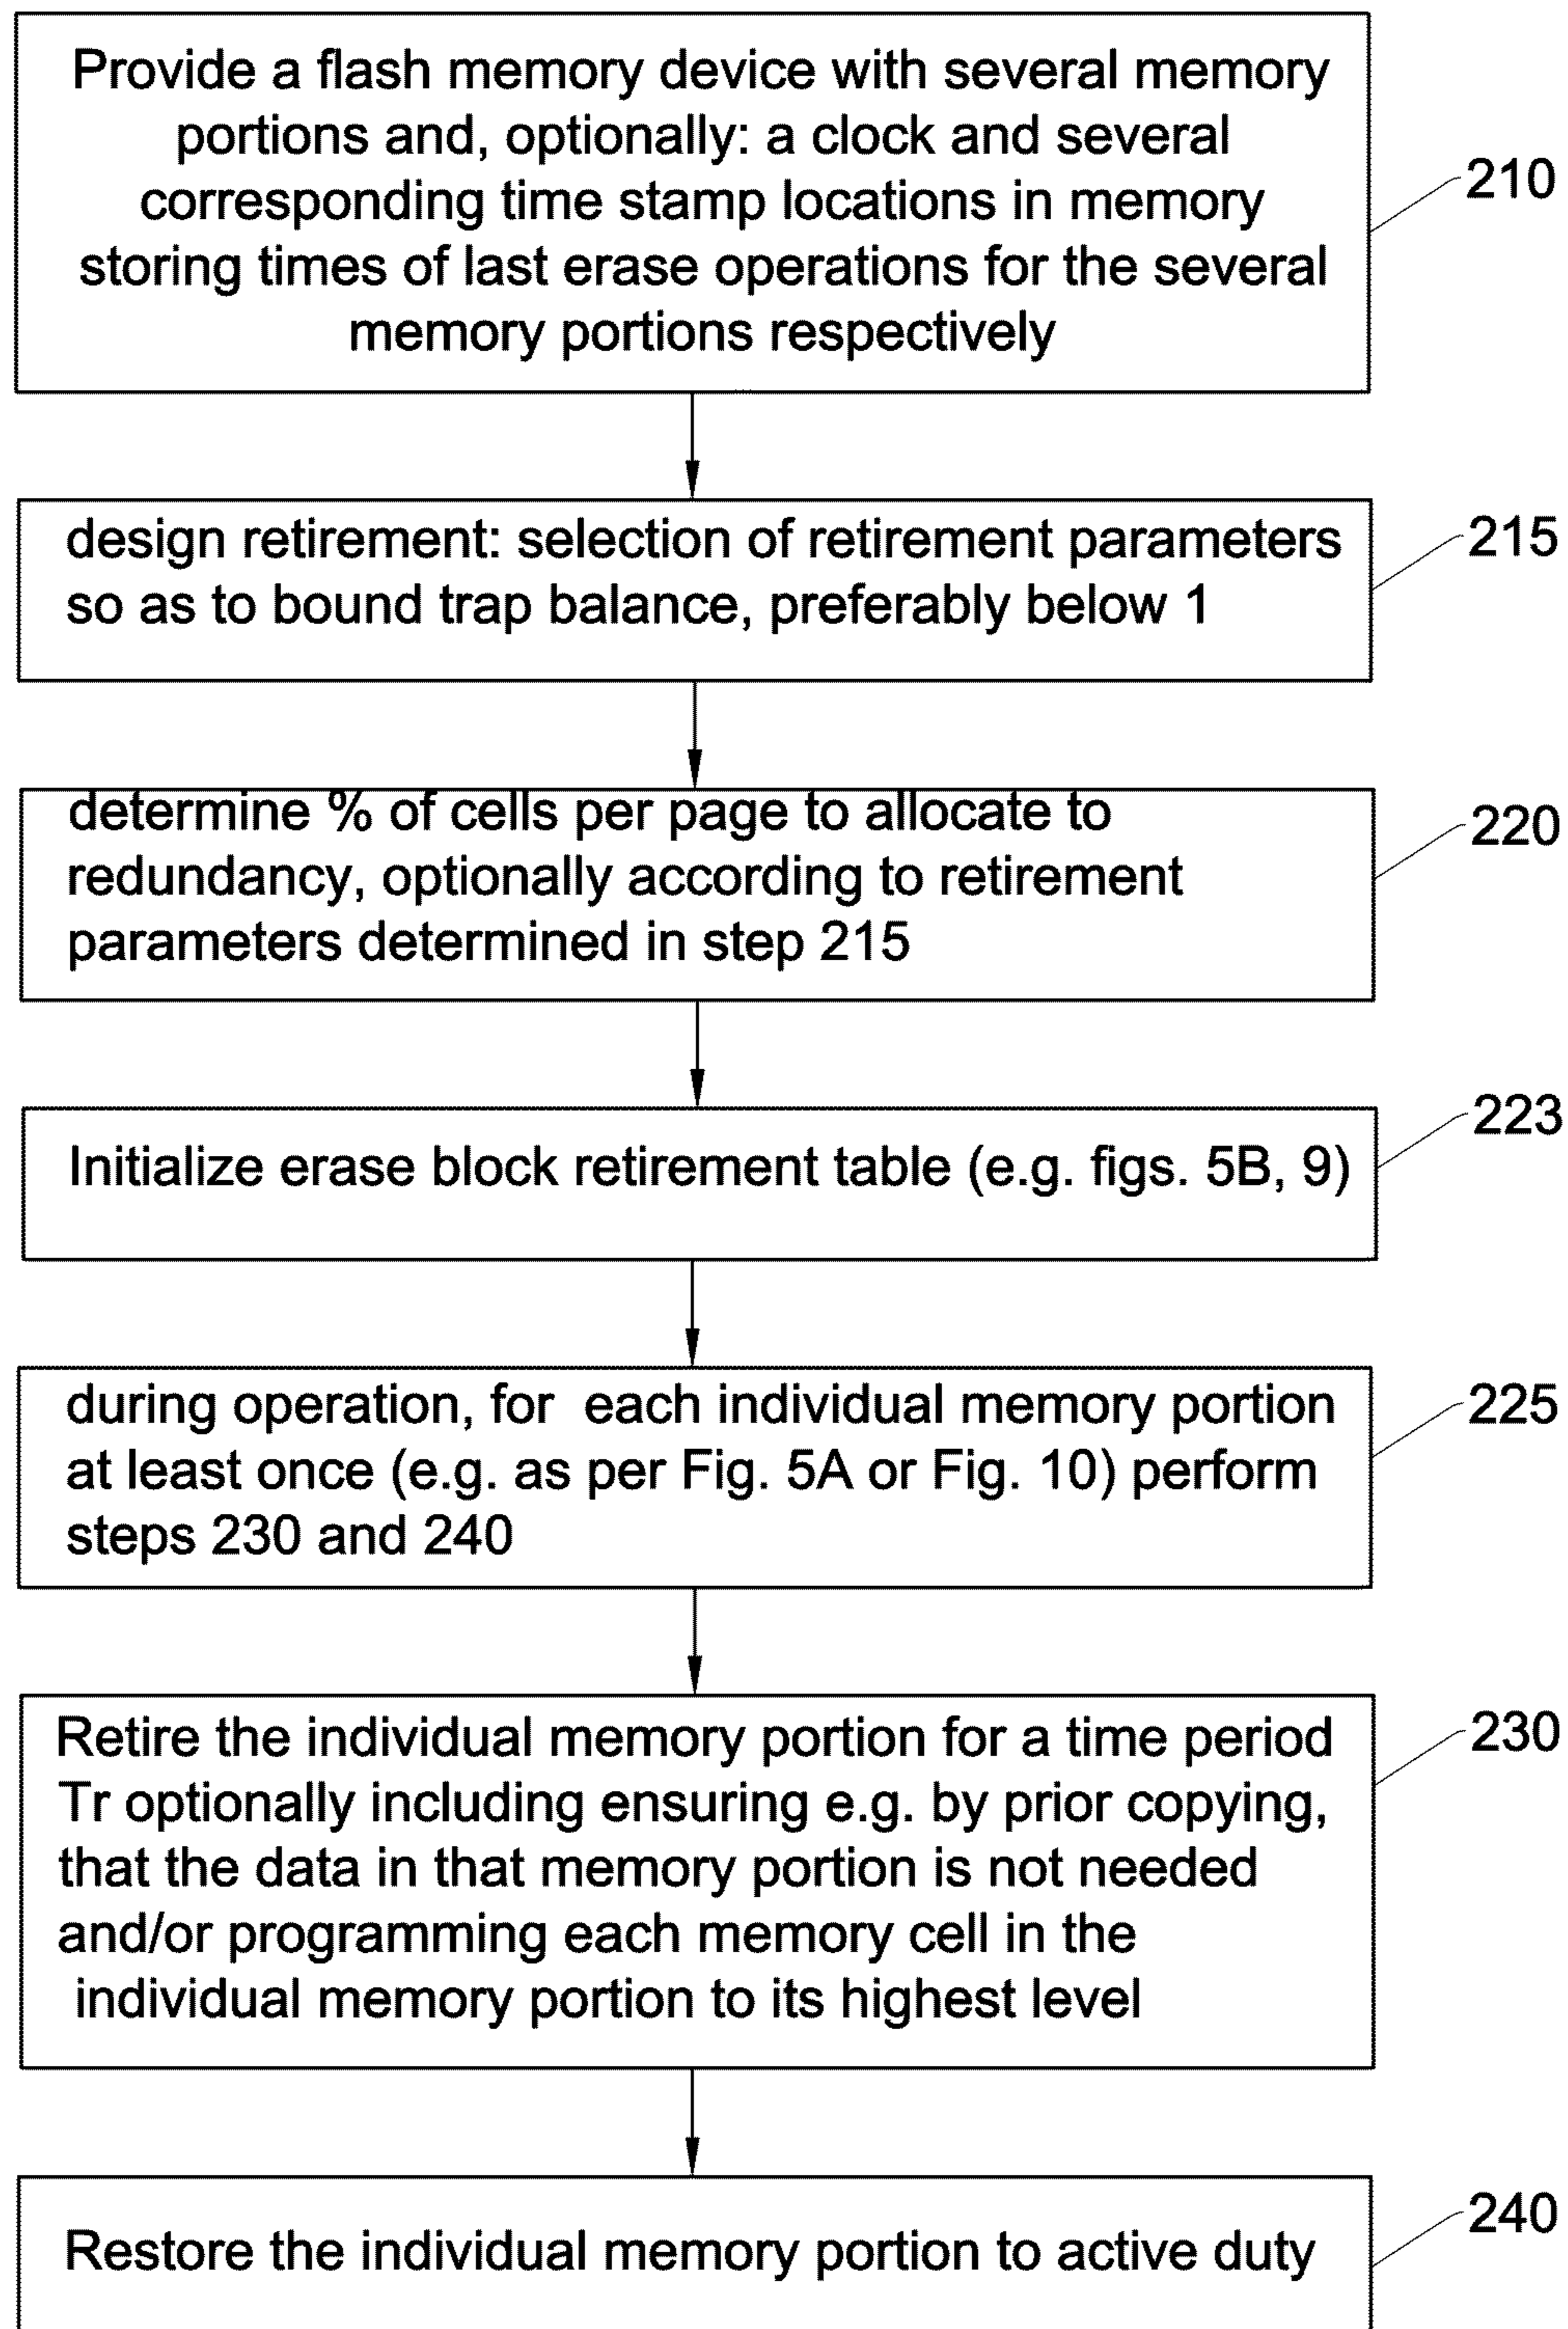 Provide a flash memory device with several memory
portions and, optionally: a clock and several
corresponding time stamp locations in memory
storing times of last erase operations for the several
memory portions respectively
210
design retirement: selection of retirement parameters
so as to bound trap balance, preferably below 1
215
determine % of cells per page to allocate to
redundancy, optionally according to retirement
parameters determined in step 215
220
Initialize erase block retirement table (e.g. figs. 5B, 9)
223
during operation, for each individual memory portion
at least once (e.g. as per Fig. 5A or Fig. 10) perform
steps 230 and 240
225
Retire the individual memory portion for a time period
Tr optionally including ensuring e.g. by prior copying,
that the data in that memory portion is not needed
and/or programming each memory cell in the
individual memory portion to its highest level
230
Restore the individual memory portion to active duty
240